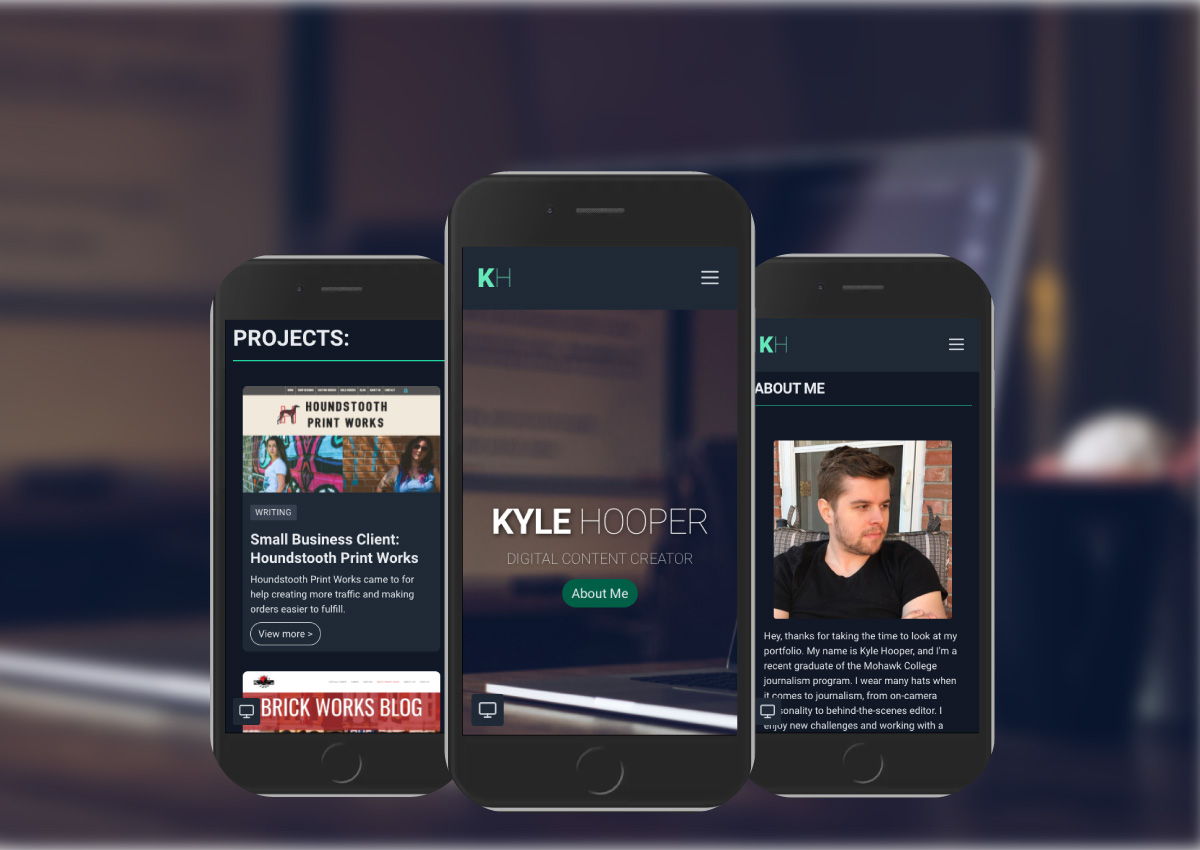 PROJECTS:
HOUNDSTOOTH
PRINT WORKS
WRITING
Small Business Client:
Houndstooth Print Works
Houndstooth Print Works came to for
help creating more traffic and making
orders easier to fulfill.
View more >
BRICK WORKS BLOG
KH
KYLE HOOPER
DIGITAL CONTENT CREATOR
About Me
KH
ABOUT ME
Hey, thanks for taking the time to look at my
portfolio. My name is Kyle Hooper, and I'm a
recent graduate of the Mohawk College
journalism program. I wear many hats when
it comes to journalism, from on-camera
sonality to behind-the-scenes editor. I
enjoy new challenges and working with a